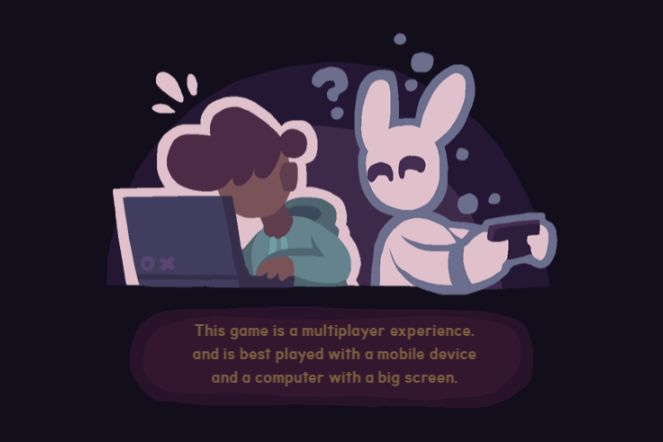 This game is a multiplayer experience.
and is best played with a mobile device
and a computer with a big screen.